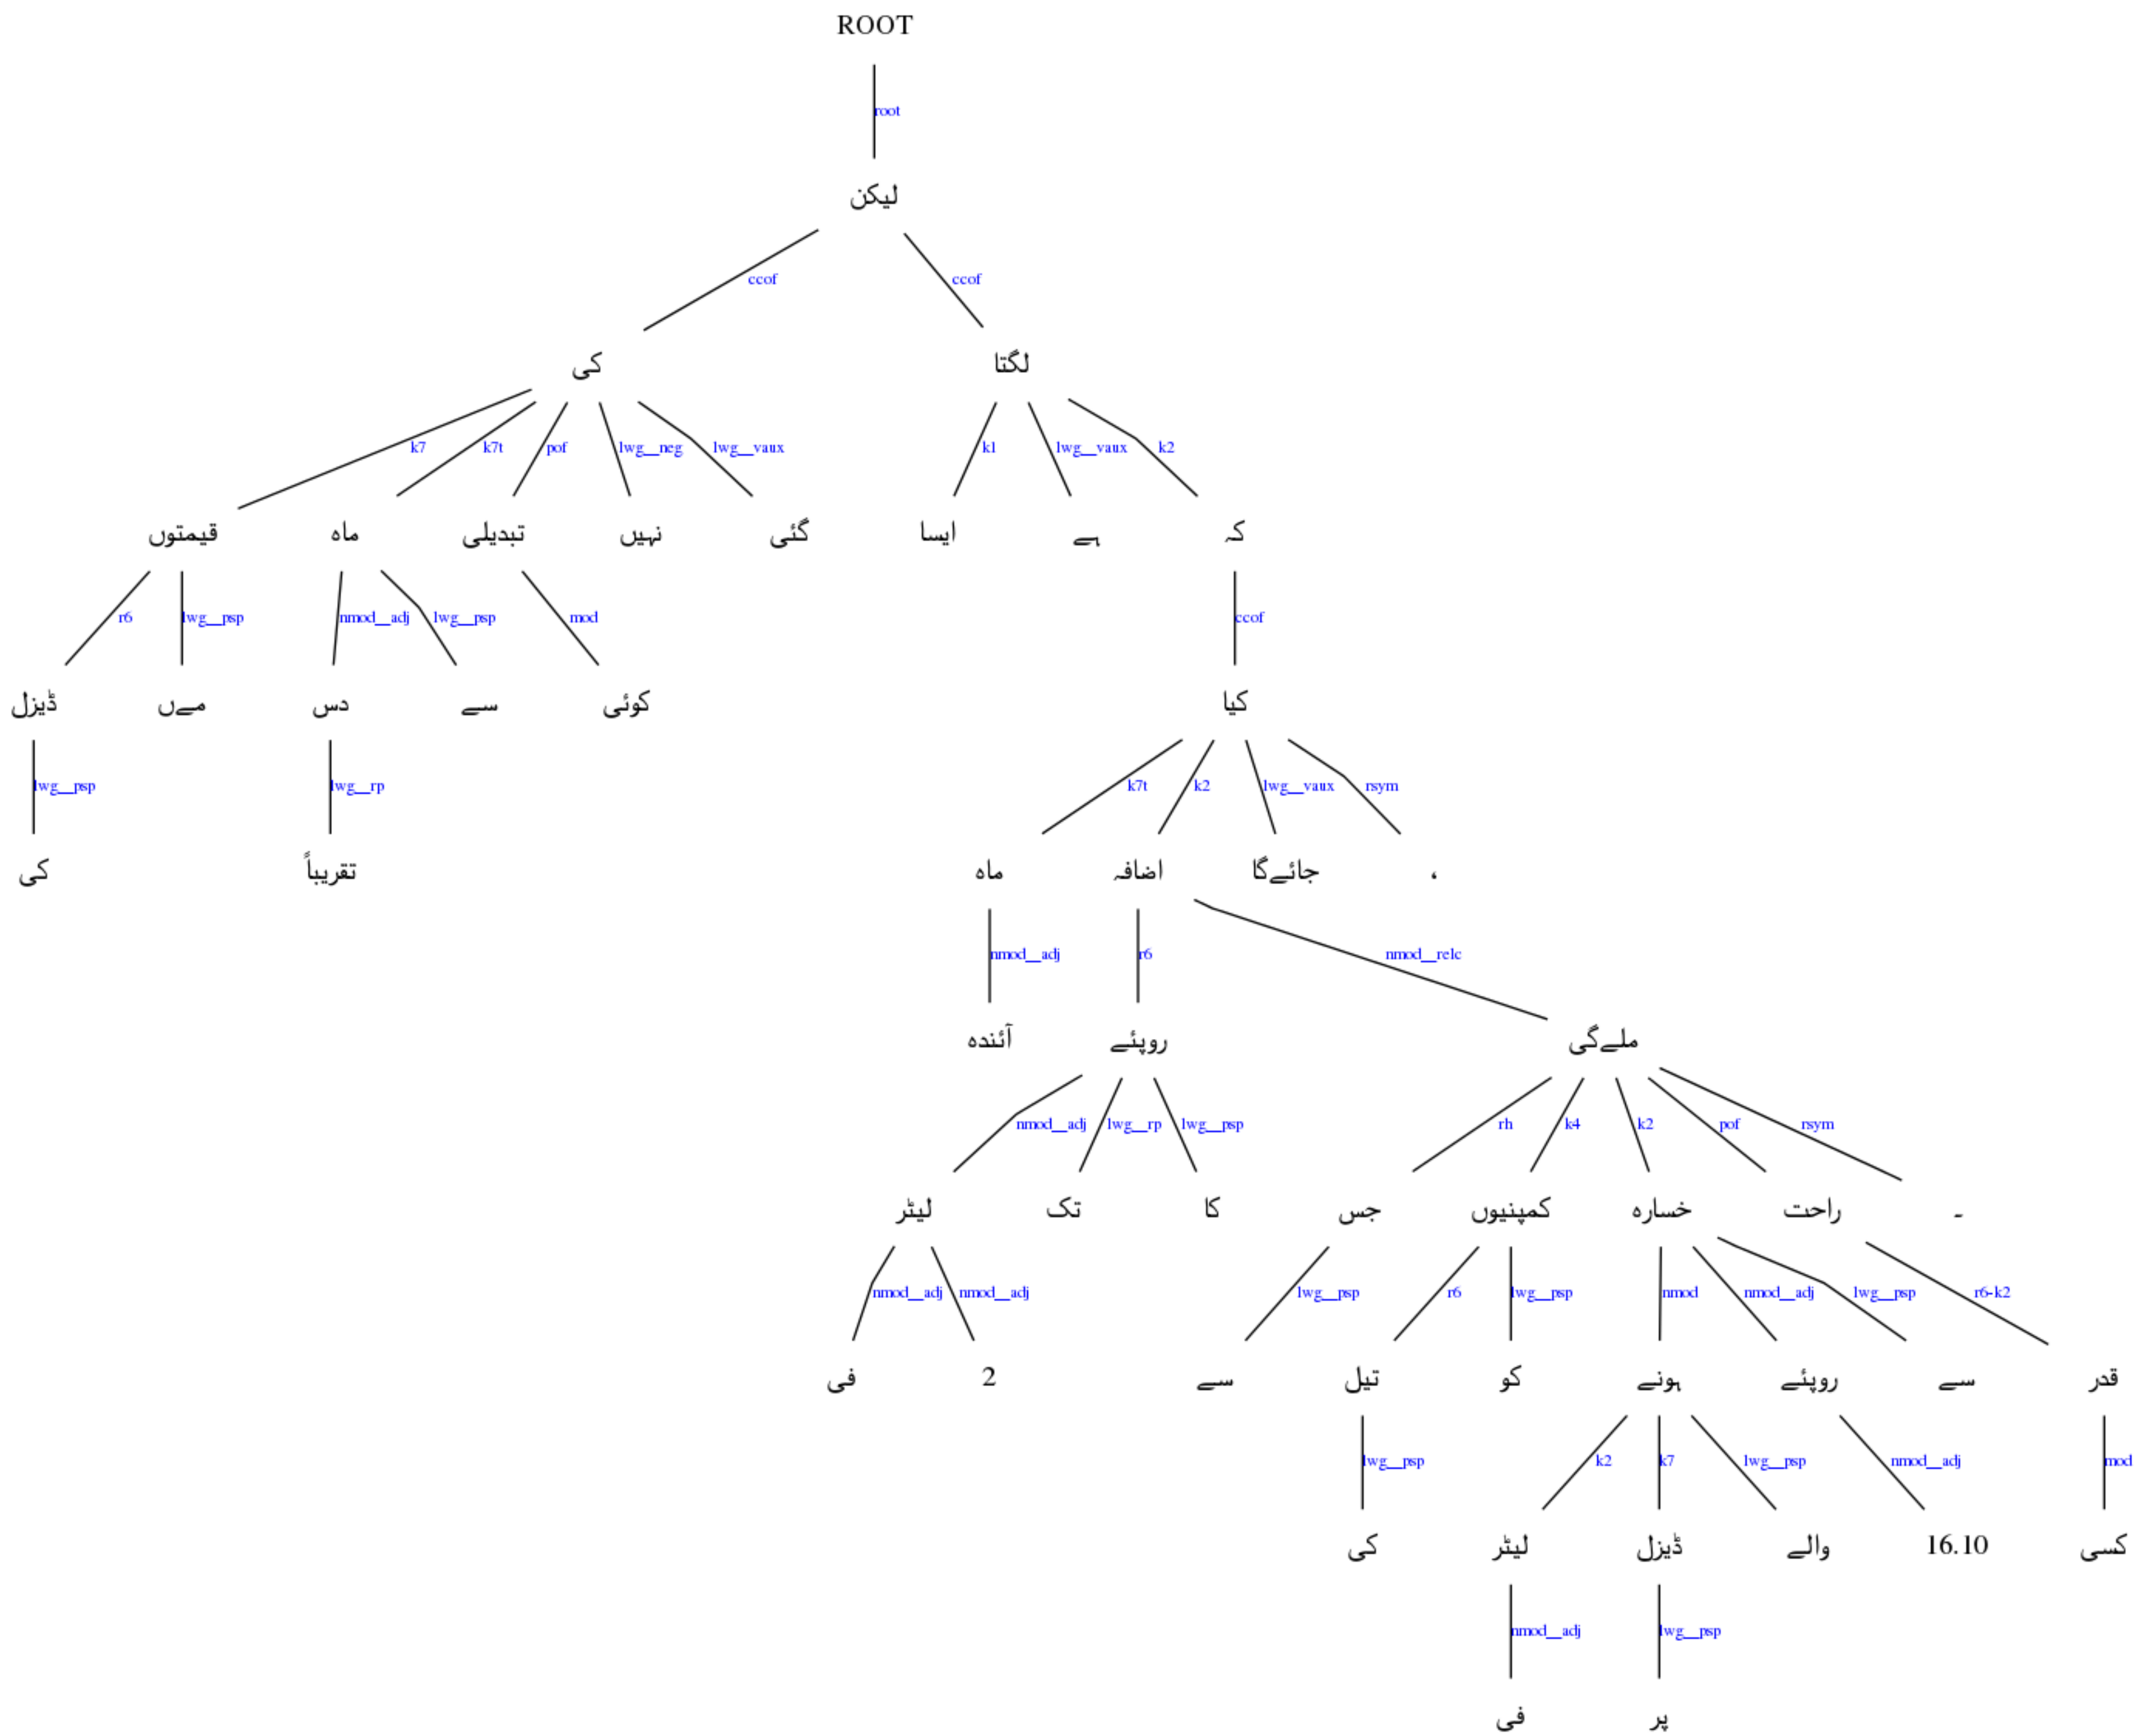 ROOT
root
لیکن
ccof ccof
کی لگتا
k7 k7t pof lwg__neg lwg__vaux k1 lwg__vaux k2
قیمتوں ماہ تبدیلی نہیں گئی ایسا ہے کہ
r6 lwg__psp nmod__adj lwg__psp mod ccof
ڈیزل مےں دس سے کوئی کیا
lwg__psp lwg__rp k7t k2 lwg__vaux rsym
کی تقریباً ماہ اضافہ جائےگا ،
nmod__adj r6 nmod__relc
آئندہ روپئے ملےگی
nmod__adj lwg__rp lwg__psp rh k4 k2 pof rsym
لیٹر تک کا جس کمپنیوں خسارہ راحت ۔
nmod__adj nmod__adj lwg__psp r6 lwg__psp nmod nmod__adj lwg__psp r6-k2
فی 2 سے تیل کو ہونے روپئے سے قدر
lwg__psp k2 k7 lwg__psp nmod__adj mod
کی لیٹر ڈیزل والے 16.10 کسی
nmod__adj lwg__psp
فی پر